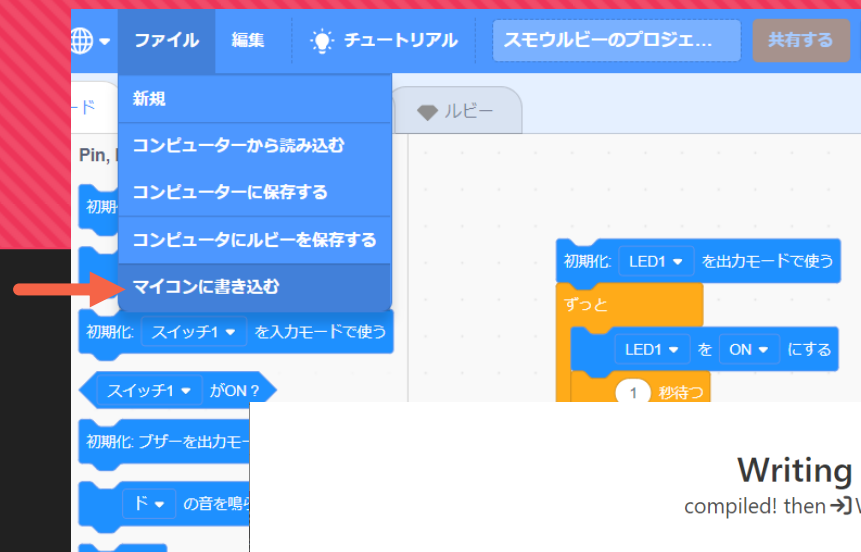 ファイル 編集 チュートリアル スモウルビーのプロジェ... 共有する
新規
ード
ルビー
コンピューターから読み込む
Pin,
コンピューターに保存する
初期
コンピュータにルビーを保存する
初期化: LED1 を出力モードで使う
マイコンに書き込む
ずっと
初期化: スイッチ1 を入力モードで使う
LED1 を ON にする
スイッチ1 がON?
1 秒待つ
初期化: ブザーを出力モー
Writing
ド の音を鳴ら
compiled! then W